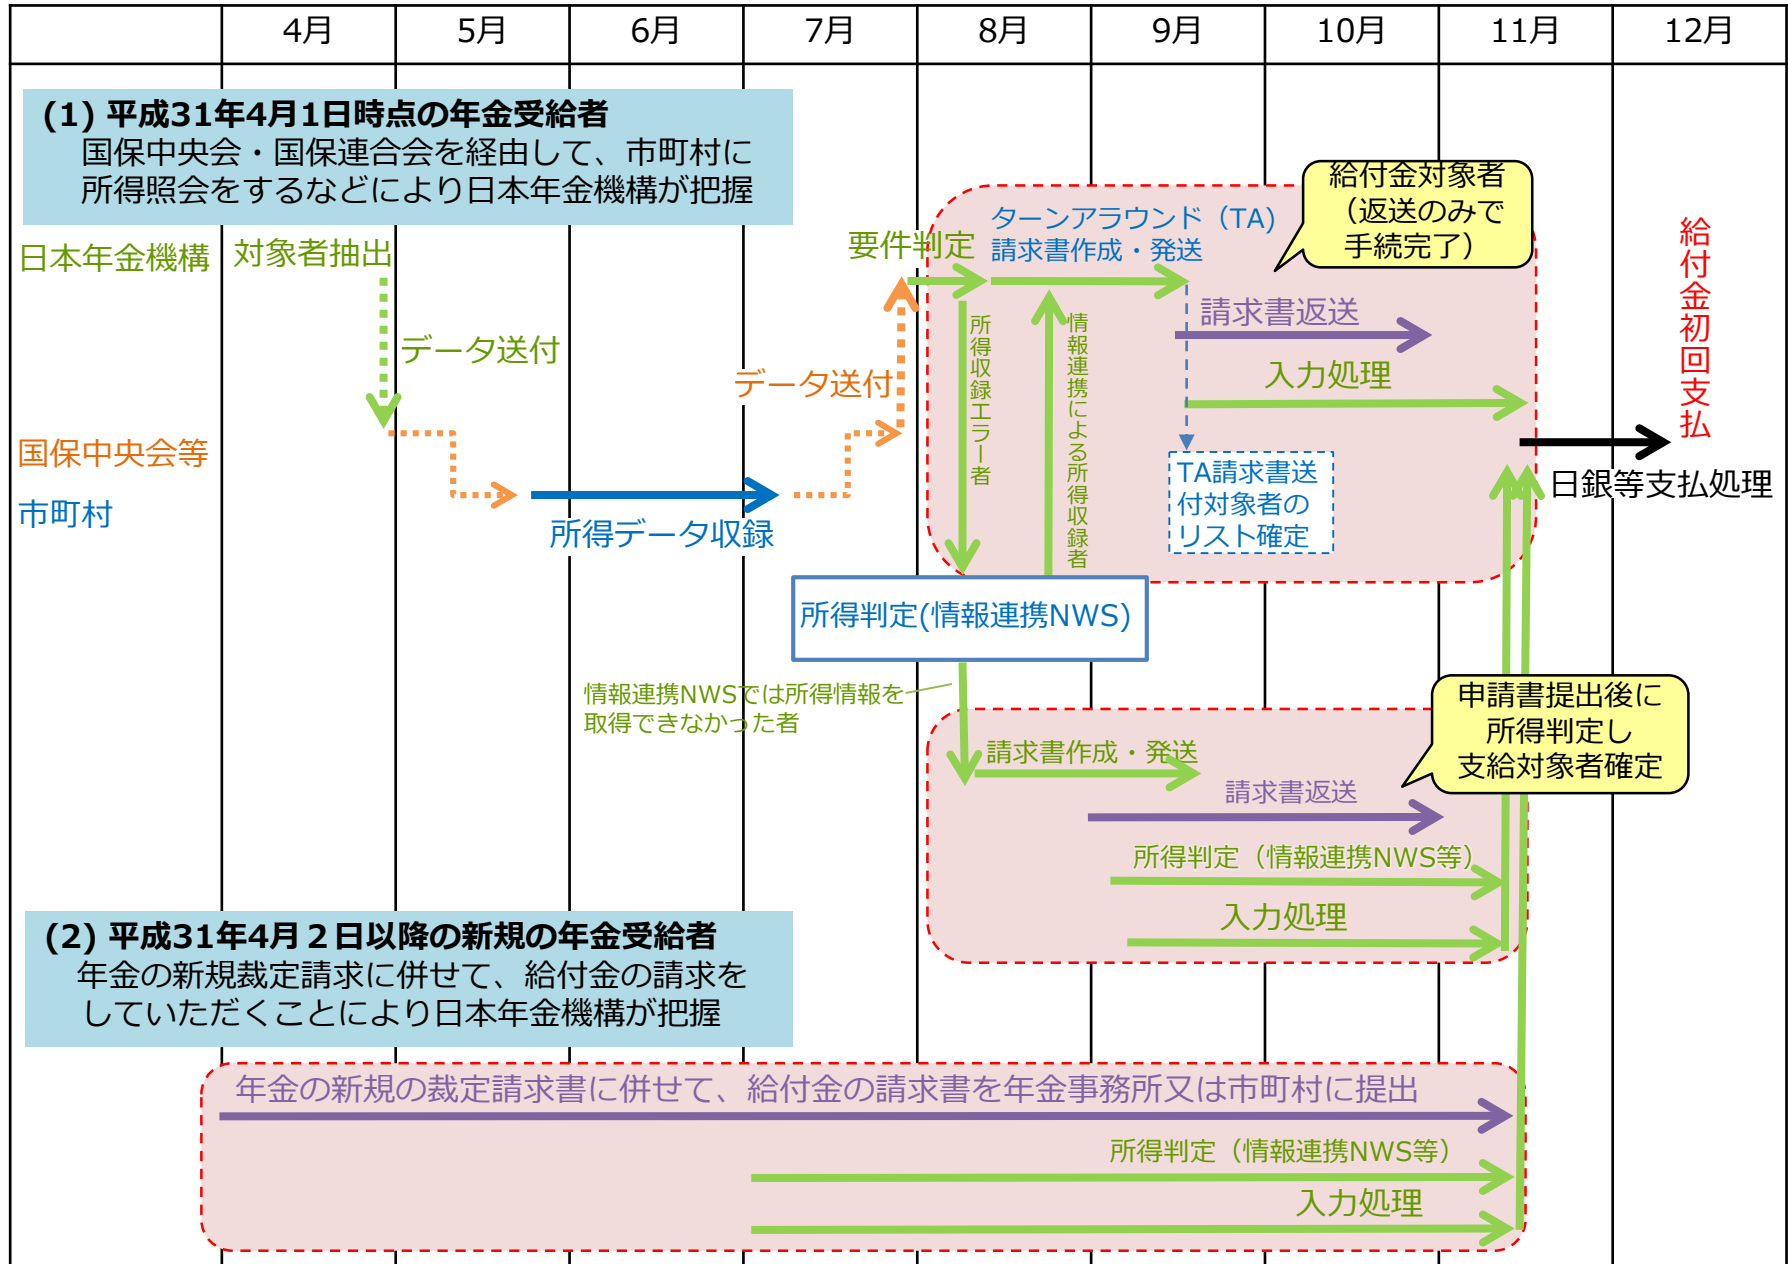 4月 5月 6月 7月 8月 9月 10月 11月 12月
(1) 平成31年4月1日時点の年金受給者
国保中央会・国保連合会を経由して、市町村に
所得照会をするなどにより日本年金機構が把握
日本年金機構
対象者抽出
データ送付
国保中央会等
市町村
所得データ収録
データ送付
要件判定
ターンアラウンド（TA)
請求書作成・発送
給付金対象者
（返送のみで
手続完了）
所得収録エラー者
情報連携による所得収録者
請求書返送
入力処理
TA請求書送
付対象者の
リスト確定
給付金初回支払
日銀等支払処理
所得判定(情報連携NWS)
情報連携NWSでは所得情報を
取得できなかった者
請求書作成・発送
申請書提出後に
所得判定し
支給対象者確定
請求書返送
所得判定（情報連携NWS等）
入力処理
(2) 平成31年4月２日以降の新規の年金受給者
年金の新規裁定請求に併せて、給付金の請求を
していただくことにより日本年金機構が把握
年金の新規の裁定請求書に併せて、給付金の請求書を年金事務所又は市町村に提出
所得判定（情報連携NWS等）
入力処理